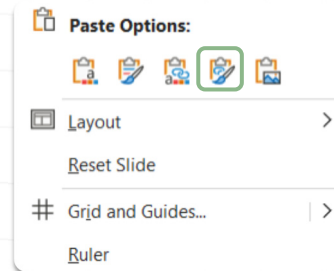 Paste Options:
Layout
Reset Slide
Grid and Guides...
Ruler